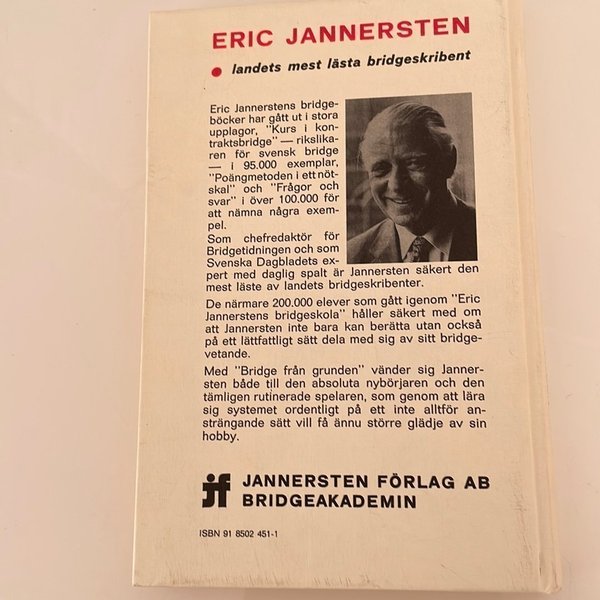 ERIC JANNERSTEN
landets mest lästa bridgeskribent
Eric Jannerstens bridge-
böcker har gått ut i stora
upplagor, "Kurs i kon-
traktsbridge" — rikslika-
ren för svensk bridge
— i 95.000 exemplar,
"Poängmetoden i ett nöt-
skal" och "Frågor och
svar" i över 100.000 för
att nämna några exem-
pel.
Som chefredaktör för
Bridgetidningen och som
Svenska Dagbladets ex-
pert med daglig spalt är Jannersten säkert den
mest läste av landets bridgeskribenter.
De närmare 200.000 elever som gått igenom "Eric
Jannerstens bridgeskola" håller säkert med om
att Jannersten inte bara kan berätta utan också
på ett lättfattligt sätt dela med sig av sitt bridge-
vetande.
Med "Bridge från grunden" vänder sig Janner-
sten både till den absoluta nybörjaren och den
tämligen rutinerade spelaren, som genom att lära
sig systemet ordentligt på ett inte alltför an-
strängande sätt vill få ännu större glädje av sin
hobby.
jf JANNERSTEN FÖRLAG AB
BRIDGEAKADEMIN
ISBN 91 8502 451-1